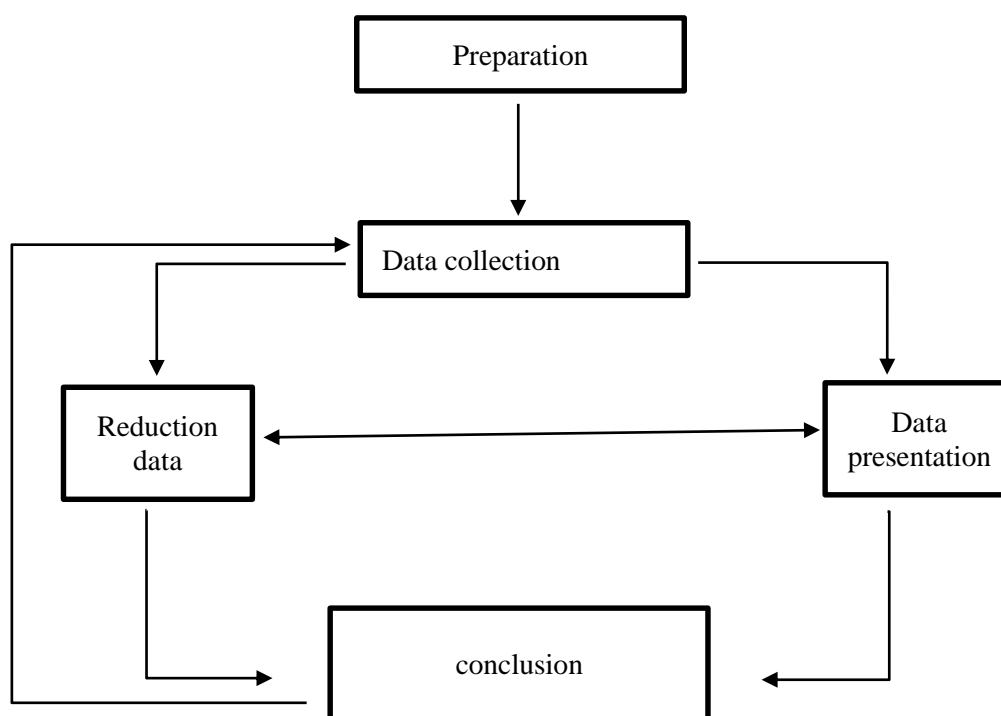 Preparation
Data collection
Reduction
data
Data
presentation
conclusion